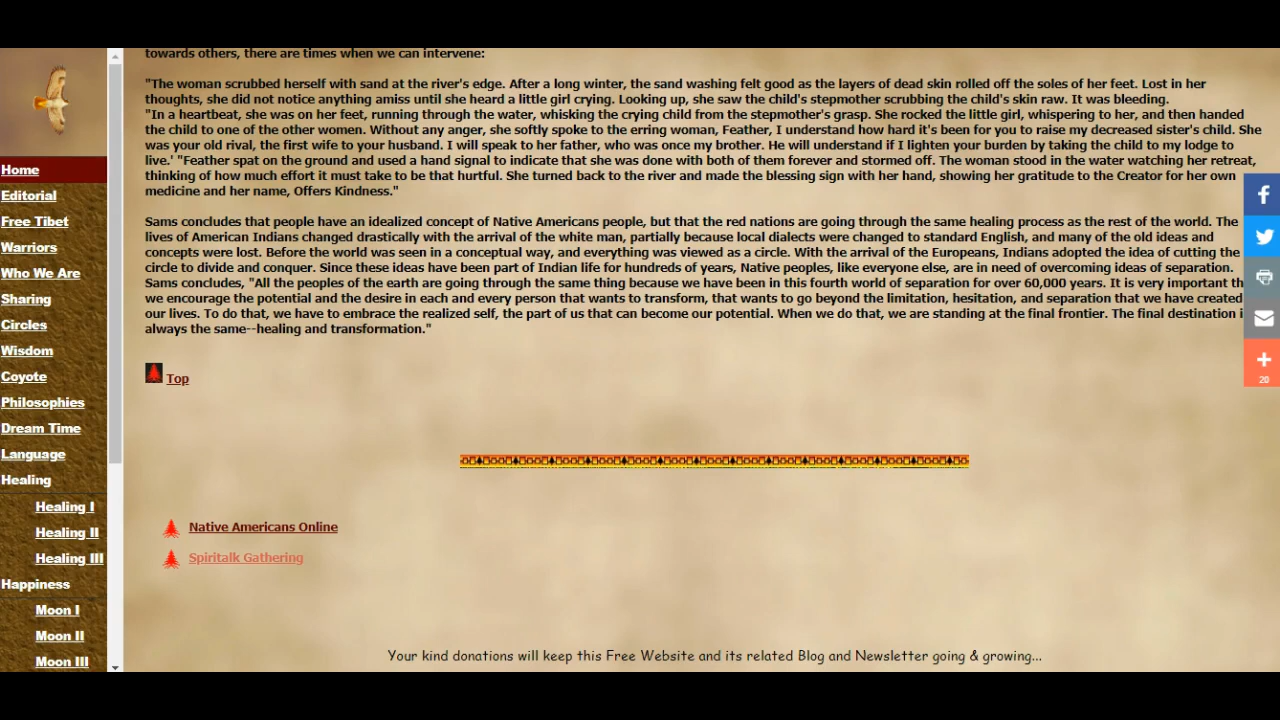 Home
Editorial
Free Tibet
Warriors
Who We Are
Sharing
Circles
Wisdom
Coyote
Philosophies
Dream Time
Language
Healing
Healing I
Healing II
Healing III
Happiness
Moon I
Moon II
Moon III
towards others, there are times when we can intervene:
"The woman scrubbed herself with sand at the river's edge. After a long winter, the sand washing felt good as the layers of dead skin rolled off the soles of her feet. Lost in her
thoughts, she did not notice anything amiss until she heard a little girl crying. Looking up, she saw the child's stepmother scrubbing the child's skin raw. It was bleeding.
"In a heartbeat, she was on her feet, running through the water, whisking the crying child from the stepmother's grasp. She rocked the little girl, whispering to her, and then handed
the child to one of the other women. Without any anger, she softly spoke to the erring woman, Feather, I understand how hard it's been for you to raise my decreased sister's child. She
was your old rival, the first wife to your husband. I will speak to her father, who was once my brother. He will understand if I lighten your burden by taking the child to my lodge to
live.' "Feather spat on the ground and used a hand signal to indicate that she was done with both of them forever and stormed off. The woman stood in the water watching her retreat,
thinking of how much effort it must take to be that hurtful. She turned back to the river and made the blessing sign with her hand, showing her gratitude to the Creator for her own
medicine and her name, Offers Kindness."
Sams concludes that people have an idealized concept of Native Americans people, but that the red nations are going through the same healing process as the rest of the world. The
lives of American Indians changed drastically with the arrival of the white man, partially because local dialects were changed to standard English, and many of the old ideas and
concepts were lost. Before the world was seen in a conceptual way, and everything was viewed as a circle. With the arrival of the Europeans, Indians adopted the idea of cutting the
circle to divide and conquer. Since these ideas have been part of Indian life for hundreds of years, Native peoples, like everyone else, are in need of overcoming ideas of separation.
Sams concludes, "All the peoples of the earth are going through the same thing because we have been in this fourth world of separation for over 60,000 years. It is very important th
we encourage the potential and the desire in each and every person that wants to transform, that wants to go beyond the limitation, hesitation, and separation that we have created
our lives. To do that, we have to embrace the realized self, the part of us that can become our potential. When we do that, we are standing at the final frontier. The final destination i
always the same--healing and transformation."
Top
Native Americans Online
Spiritalk Gathering
Your kind donations will keep this Free Website and its related Blog and Newsletter going & growing...
20